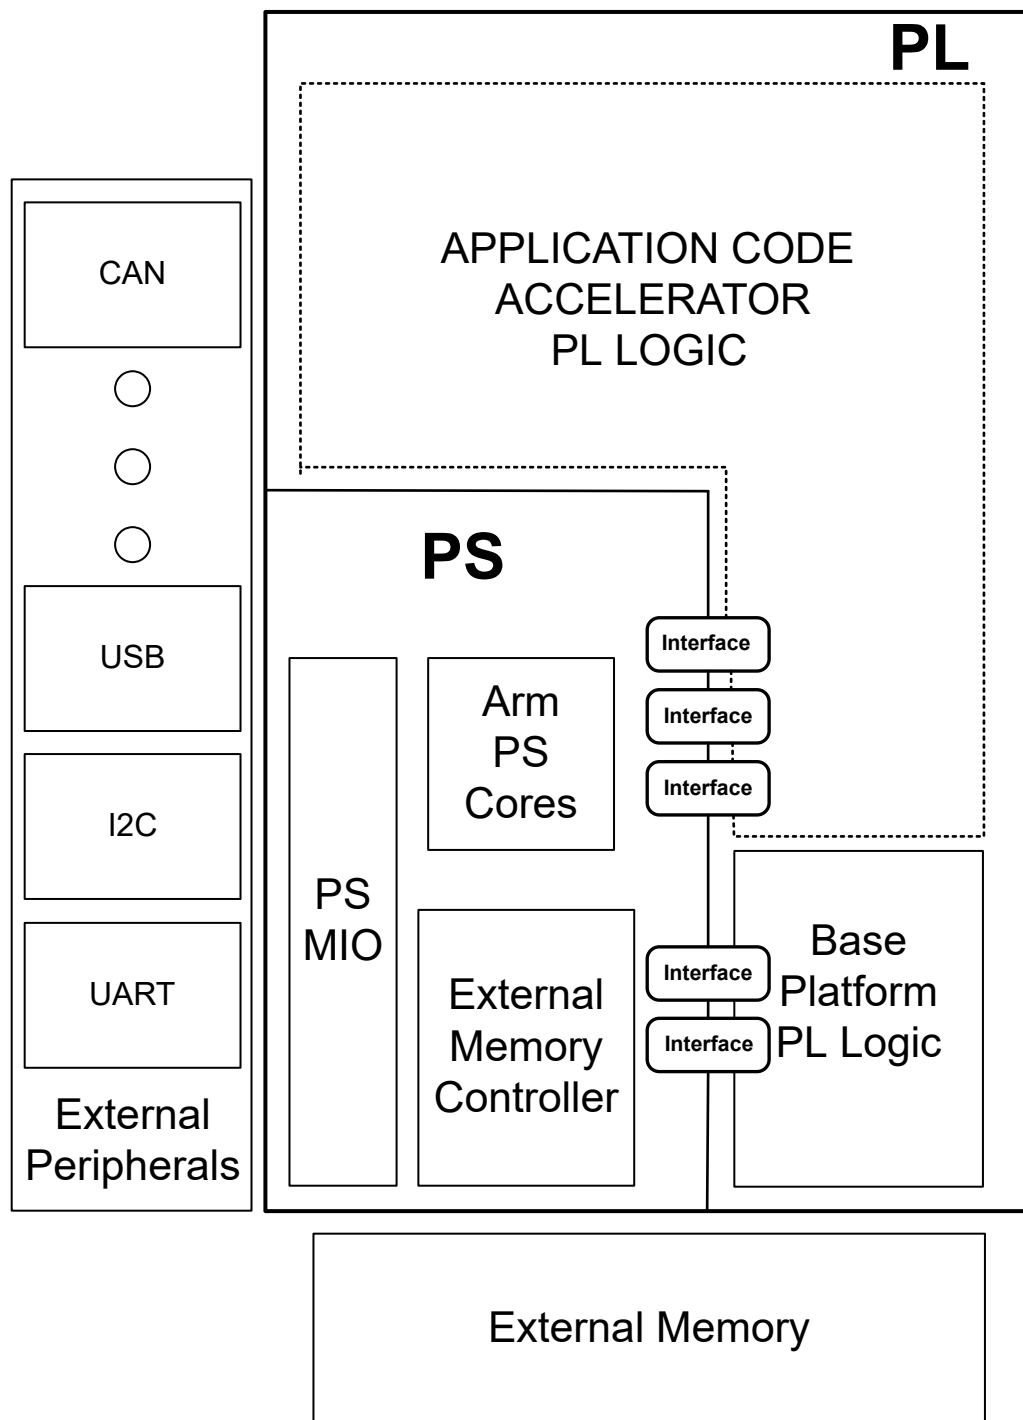 PL
APPLICATION CODE
ACCELERATOR
PL LOGIC
CAN
USB
I2C
UART
External
Peripherals
PS
PS
MIO
Arm
PS
Cores
External
Memory
Controller
Interface
Interface
Interface
Interface
Interface
Base
Platform
PL Logic
External Memory